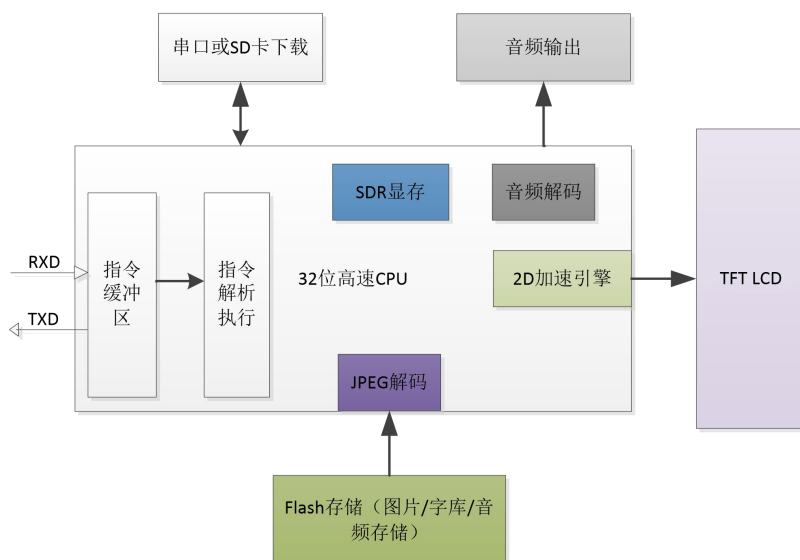 串口或SD卡下载
音频输出
SDR显存
音频解码
RXD
指令
缓冲
区
指令
解析
执行
32位高速CPU
2D加速引擎
TFT LCD
TXD
JPEG解码
Flash存储（图片/字库/音
频存储）